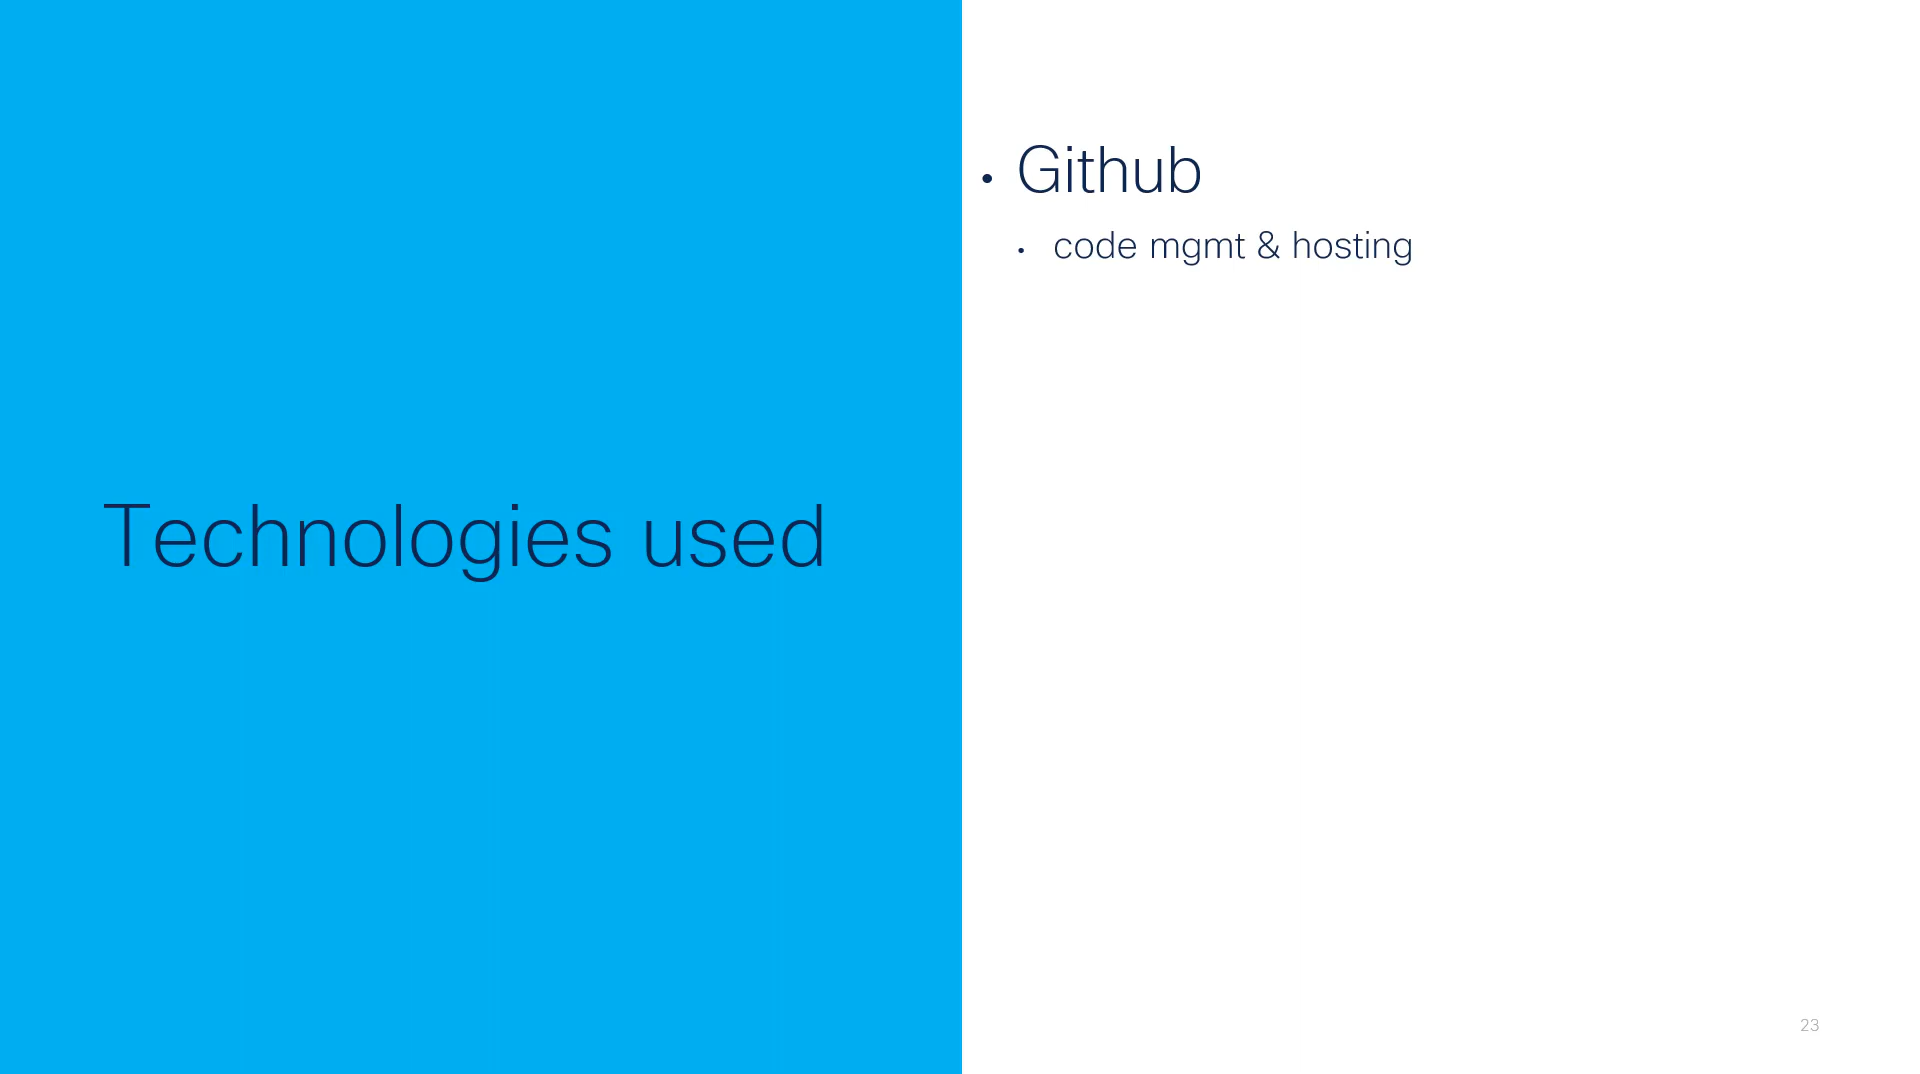 Technologies used
• Github
• code mgmt & hosting
23